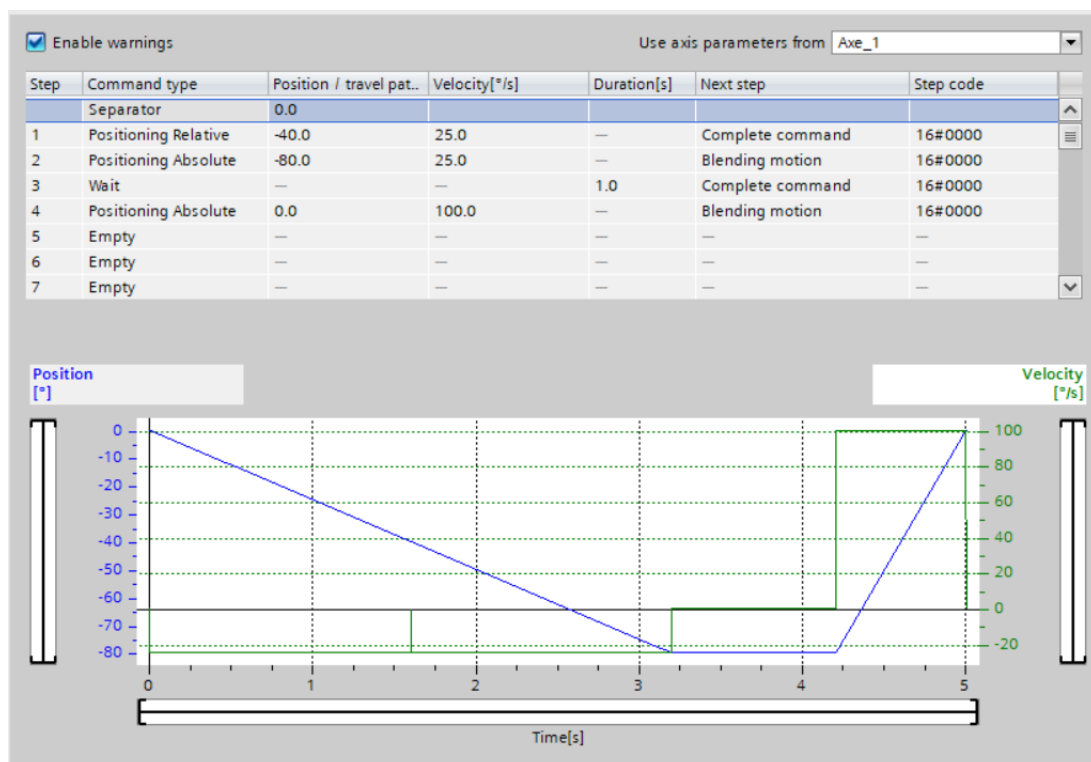 Enable warnings Use axis parameters from Axe_1
Step Command type Position / travel pat.. Velocity[°/s] Duration[s] Next step Step code
Separator 0.0
1 Positioning Relative -40.0 25.0 — Complete command 16#0000
2 Positioning Absolute -80.0 25.0 — Blending motion 16#0000
3 Wait — — 1.0 Complete command 16#0000
4 Positioning Absolute 0.0 100.0 — Blending motion 16#0000
5 Empty — — — — —
6 Empty — — — — —
7 Empty — — — — —
Position Velocity
[°] [°/s]
0 100
-10
-20 80
-30 60
-40 40
-50 20
-60
-70 0
-80 -20
0 1 2 3 4 5
Time[s]